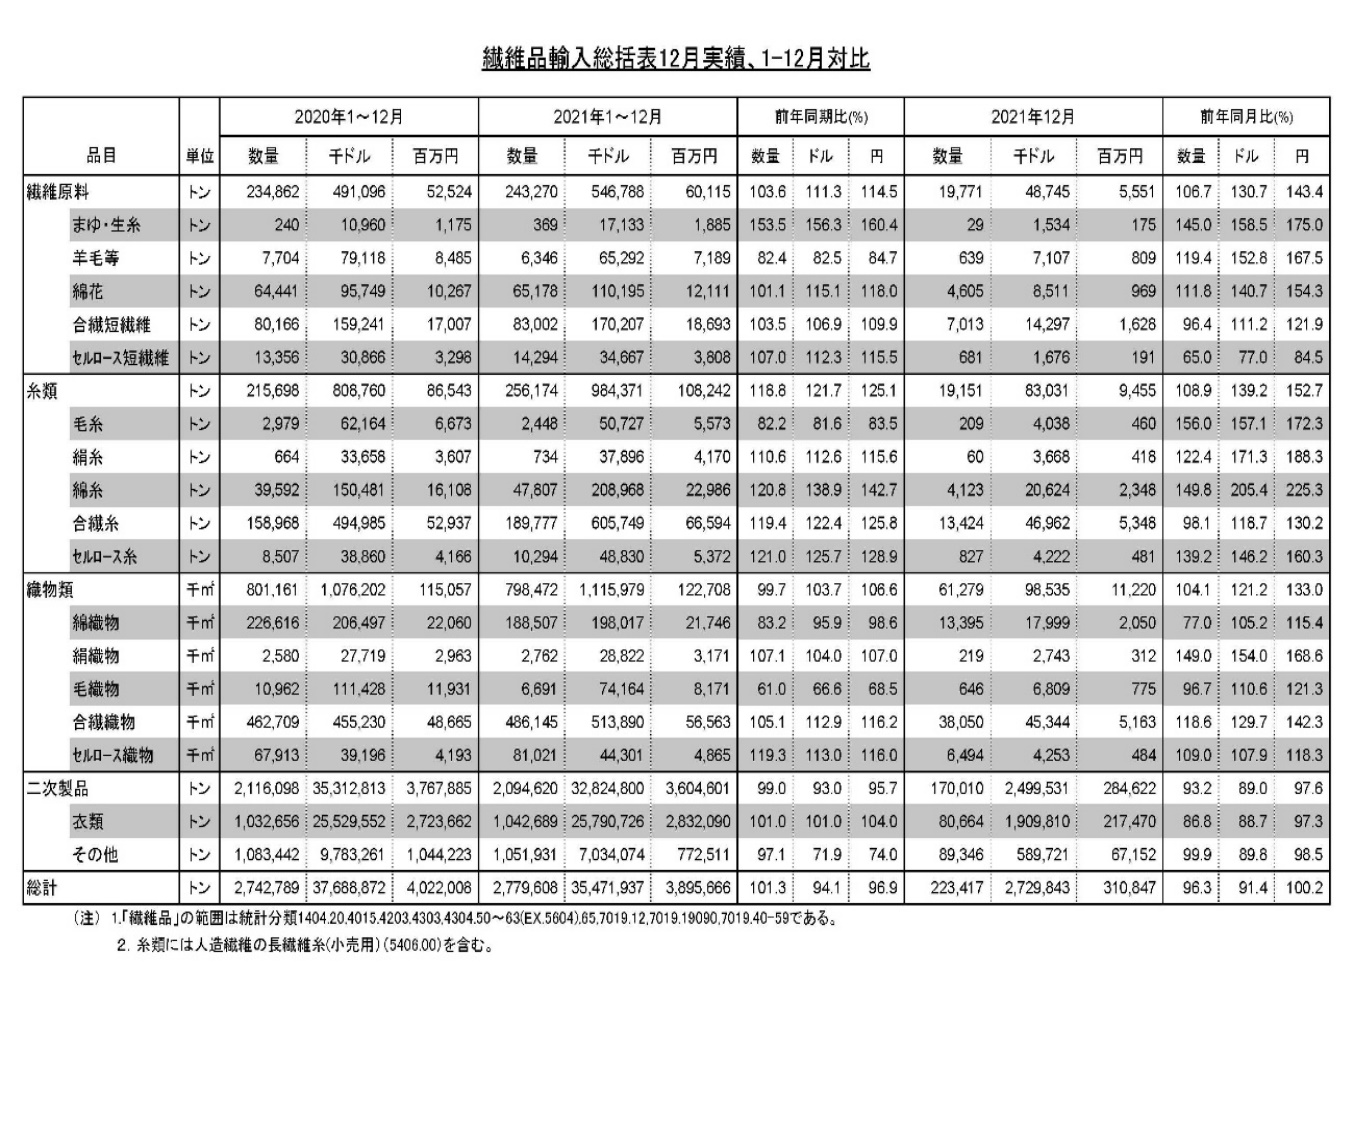 繊維品輸入総括表12月実績、1-12月対比
2020年1～12月 2021年1～12月 前年同期比(%) 2021年12月 前年同月比(%)
品目 単位 数量 千ドル 百万円 数量 千ドル 百万円 数量 ドル 円 数量 千ドル 百万円 数量 ドル 円
繊維原料 トン 234,862 491,096 52,524 243,270 546,788 60,115 103.6 111.3 114.5 19,771 48,745 5,551 106.7 130.7 143.4
まゆ・生糸 トン 240 10,960 1,175 369 17,133 1,885 153.5 156.3 160.4 29 1,534 175 145.0 158.5 175.0
羊毛等 トン 7,704 79,118 8,485 6,346 65,292 7,189 82.4 82.5 84.7 639 7,107 809 119.4 152.8 167.5
綿花 トン 64,441 95,749 10,267 65,178 110,195 12,111 101.1 115.1 118.0 4,605 8,511 969 111.8 140.7 154.3
合繊短繊維 トン 80,166 159,241 17,007 83,002 170,207 18,693 103.5 106.9 109.9 7,013 14,297 1,628 96.4 111.2 121.9
セルロース短繊維 トン 13,356 30,866 3,298 14,294 34,667 3,808 107.0 112.3 115.5 681 1,676 191 65.0 77.0 84.5
糸類 トン 215,698 808,760 86,543 256,174 984,371 108,242 118.8 121.7 125.1 19,151 83,031 9,455 108.9 139.2 152.7
毛糸 トン 2,979 62,164 6,673 2,448 50,727 5,573 82.2 81.6 83.5 209 4,038 460 156.0 157.1 172.3
絹糸 トン 664 33,658 3,607 734 37,896 4,170 110.6 112.6 115.6 60 3,668 418 122.4 171.3 188.3
綿糸 トン 39,592 150,481 16,108 47,807 208,968 22,986 120.8 138.9 142.7 4,123 20,624 2,348 149.8 205.4 225.3
合繊糸 トン 158,968 494,985 52,937 189,777 605,749 66,594 119.4 122.4 125.8 13,424 46,962 5,348 98.1 118.7 130.2
セルロース糸 トン 8,507 38,860 4,166 10,294 48,830 5,372 121.0 125.7 128.9 827 4,222 481 139.2 146.2 160.3
織物類 千㎡ 801,161 1,076,202 115,057 798,472 1,115,979 122,708 99.7 103.7 106.6 61,279 98,535 11,220 104.1 121.2 133.0
綿織物 千㎡ 226,616 206,497 22,060 188,507 198,017 21,746 83.2 95.9 98.6 13,395 17,999 2,050 77.0 105.2 115.4
絹織物 千㎡ 2,580 27,719 2,963 2,762 28,822 3,171 107.1 104.0 107.0 219 2,743 312 149.0 154.0 168.6
毛織物 千㎡ 10,962 111,428 11,931 6,691 74,164 8,171 61.0 66.6 68.5 646 6,809 775 96.7 110.6 121.3
合繊織物 千㎡ 462,709 455,230 48,665 486,145 513,890 56,563 105.1 112.9 116.2 38,050 45,344 5,163 118.6 129.7 142.3
セルロース織物 千㎡ 67,913 39,196 4,193 81,021 44,301 4,865 119.3 113.0 116.0 6,494 4,253 484 109.0 107.9 118.3
二次製品 トン 2,116,098 35,312,813 3,767,885 2,094,620 32,824,800 3,604,601 99.0 93.0 95.7 170,010 2,499,531 284,622 93.2 89.0 97.6
衣類 トン 1,032,656 25,529,552 2,723,662 1,042,689 25,790,726 2,832,090 101.0 101.0 104.0 80,664 1,909,810 217,470 86.8 88.7 97.3
その他 トン 1,083,442 9,783,261 1,044,223 1,051,931 7,034,074 772,511 97.1 71.9 74.0 89,346 589,721 67,152 99.9 89.8 98.5
総計 トン 2,742,789 37,688,872 4,022,008 2,779,608 35,471,937 3,895,666 101.3 94.1 96.9 223,417 2,729,843 310,847 96.3 91.4 100.2
（注） 1.「繊維品」の範囲は統計分類1404.20.4015.4203.4303,4304.50～63(EX.5604),65,7019.12,7019.19090,7019.40-59である。
2. 糸類には人造繊維の長繊維糸(小売用)(5406.00)を含む。